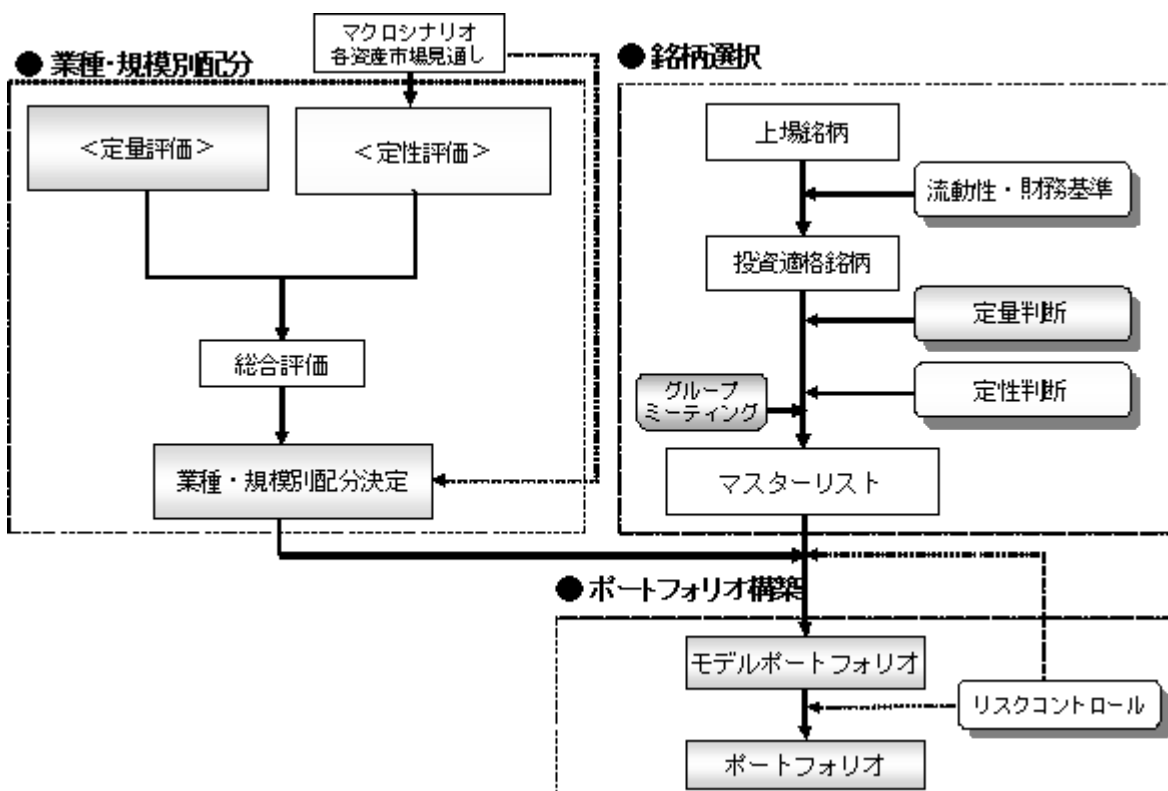 マクロシナリオ
各資産市場見通し
● 業種・規模別配分
<定量評価>
<定性評価>
総合評価
業種・規模別配分決定
● 銘柄選択
上場銘柄
流動性・財務基準
投資適格銘柄
定量判断
定性判断
グループ
ミーティング
マスターリスト
● ポートフォリオ構築
モデルポートフォリオ
リスクコントロール
ポートフォリオ